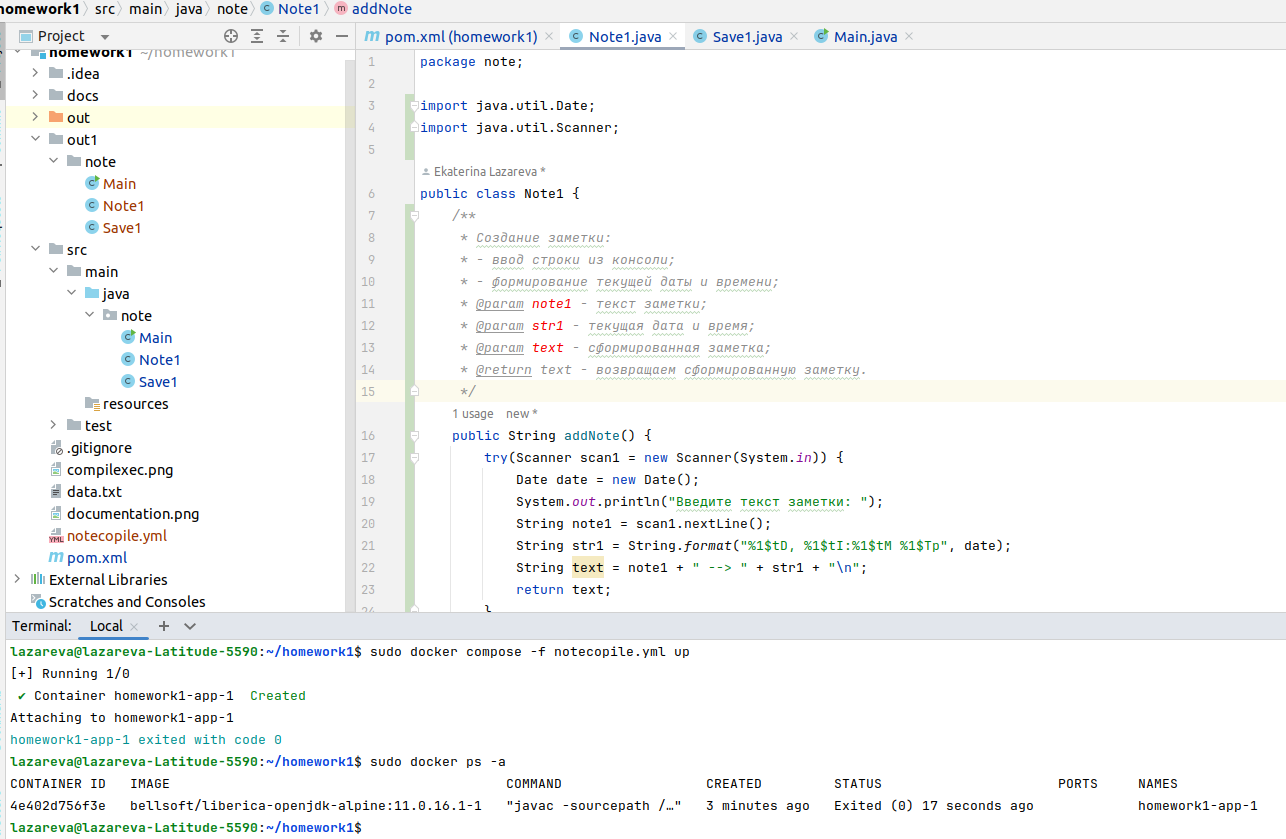 homework1 〉 src 〉 main 〉 java 〉 note 〉 Note1 〉 addNote
Project
pom.xml (homework1) × Note1.java × Save1.java × Main.java ×
homework1 ~/homework1
.idea
docs
out
out1
note
Main
Note1
Save1
src
main
java
note
Main
Note1
Save1
resources
test
.gitignore
compilexec.png
data.txt
documentation.png
notecopile.yml
pom.xml
External Libraries
Scratches and Consoles
1 package note;
2
3 import java.util.Date;
4 import java.util.Scanner;
5
Ekaterina Lazareva *
6 public class Note1 {
7 /**
8 * Создание заметки:
9 * - ввод строки из консоли;
10 * - формирование текущей даты и времени;
11 * @param note1 - текст заметки;
12 * @param str1 - текущая дата и время;
13 * @param text - сформированная заметка;
14 * @return text - возвращаем сформированную заметку.
15 */
1 usage new *
16 public String addNote() {
17 try(Scanner scan1 = new Scanner(System.in)) {
18 Date date = new Date();
19 System.out.println("Введите текст заметки: ");
20 String note1 = scan1.nextLine();
21 String str1 = String.format("%1$tD, %1$tI:%1$tM %1$Tp", date);
22 String text = note1 + " --> " + str1 + "\n";
23 return text;
24 }
Terminal: Local × +
lazareva@lazareva-Latitude-5590:~/homework1$ sudo docker compose -f notecopile.yml up
[+] Running 1/0
✔ Container homework1-app-1 Created
Attaching to homework1-app-1
homework1-app-1 exited with code 0
lazareva@lazareva-Latitude-5590:~/homework1$ sudo docker ps -a
CONTAINER ID IMAGE COMMAND CREATED STATUS PORTS NAMES
4e402d756f3e bellsoft/liberica-openjdk-alpine:11.0.16.1-1 "javac -sourcepath /…" 3 minutes ago Exited (0) 17 seconds ago homework1-app-1
lazareva@lazareva-Latitude-5590:~/homework1$